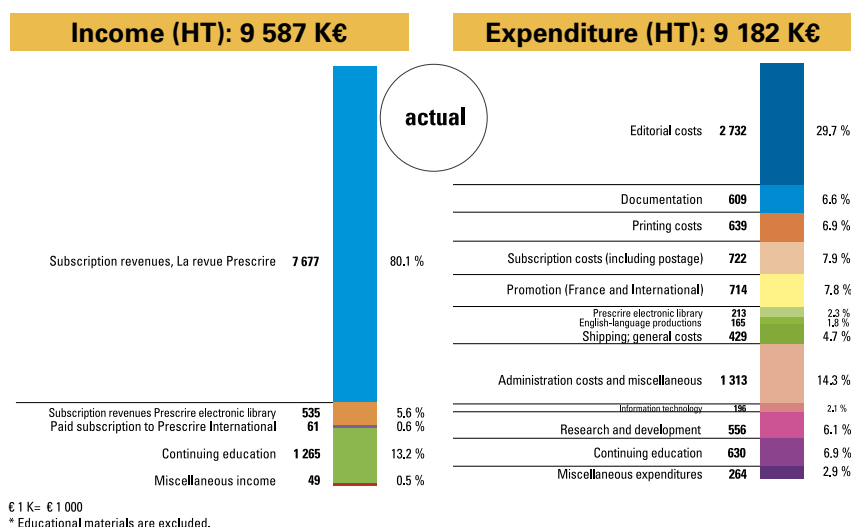 Income (HT): 9 587 K€
actual
Subscription revenues, La revue Prescrire 7 677 80.1 %
Subscription revenues Prescrire electronic library 535 5.6 %
Paid subscription to Prescrire International 61 0.6 %
Continuing education 1 265 13.2 %
Miscellaneous income 49 0.5 %
Expenditure (HT): 9 182 K€
Editorial costs 2 732 29.7 %
Documentation 609 6.6 %
Printing costs 639 6.9 %
Subscription costs (including postage) 722 7.9 %
Promotion (France and International) 714 7.8 %
Prescrire electronic library 213 2.3 %
English-language productions 165 1.8 %
Shipping; general costs 429 4.7 %
Administration costs and miscellaneous 1 313 14.3 %
Information technology 196 2.1 %
Research and development 556 6.1 %
Continuing education 630 6.9 %
Miscellaneous expenditures 264 2.9 %
€ 1 K= € 1 000
* Educational materials are excluded.